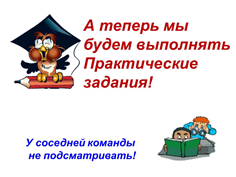 А теперь мы
будем выполнять
Практические
задания!
У соседней команды
не подсматривать!